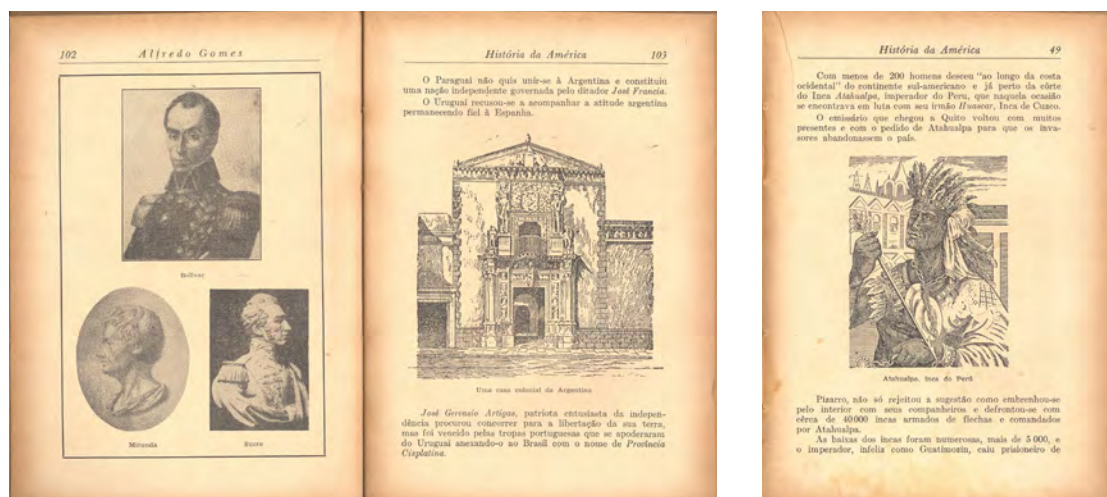 102
Alfredo Gomes
Bolívar
Miranda
Sucre
História da América
103
O Paraguai não quis unir-se à Argentina e constituiu
uma nação independente governada pelo ditador José Francia.
O Uruguai recusou-se a acompanhar a atitude argentina
permanecendo fiel à Espanha.
Uma casa colonial da Argentina
José Gervasio Artigas, patriota entusiasta da indepen-
dência procurou concorrer para a libertação da sua terra,
mas foi vencido pelas tropas portuguesas que se apoderaram
do Uruguai anexando-o ao Brasil com o nome de Província
Cisplatina.
História da América
49
Com menos de 200 homens desceu "ao longo da costa
ocidental" do continente sul-americano e já perto da côrte
do Inca Atahualpa, imperador do Peru, que naquela ocasião
se encontrava em luta com seu irmão Huascar, Inca de Cuzco.
O emissário que chegou a Quito voltou com muitos
presentes e com o pedido de Atahualpa para que os inva-
sores abandonassem o país.
Atahualpa, Inca do Perú
Pizarro, não só rejeitou a sugestão como embrenhou-se
pelo interior com seus companheiros e defrontou-se com
cêrca de 40000 incas armados de flechas e comandados
por Atahualpa.
As baixas dos incas foram numerosas, mais de 5 000, e
o imperador, infeliz como Guatimozin, caiu prisioneiro de